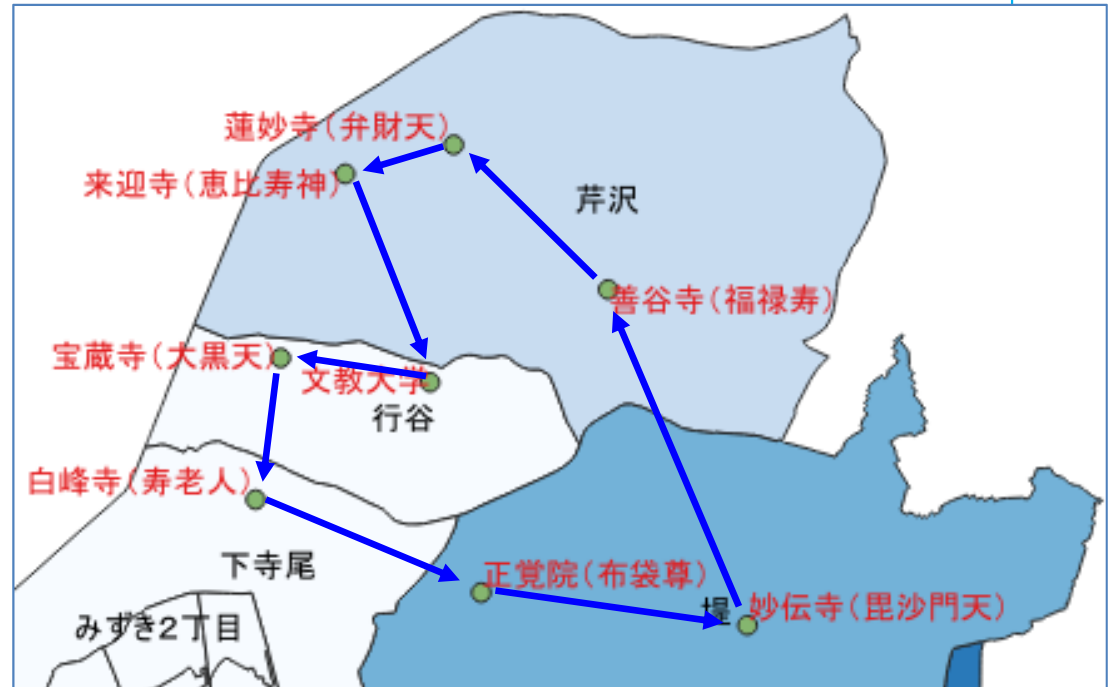 蓮妙寺(弁財天)
来迎寺(恵比寿神)
芹沢
善谷寺(福禄寿)
宝蔵寺(大黒天)
文教大学
行谷
白峰寺(寿老人)
下寺尾
正覚院(布袋尊)
堤
妙伝寺(毘沙門天)
みずき2丁目